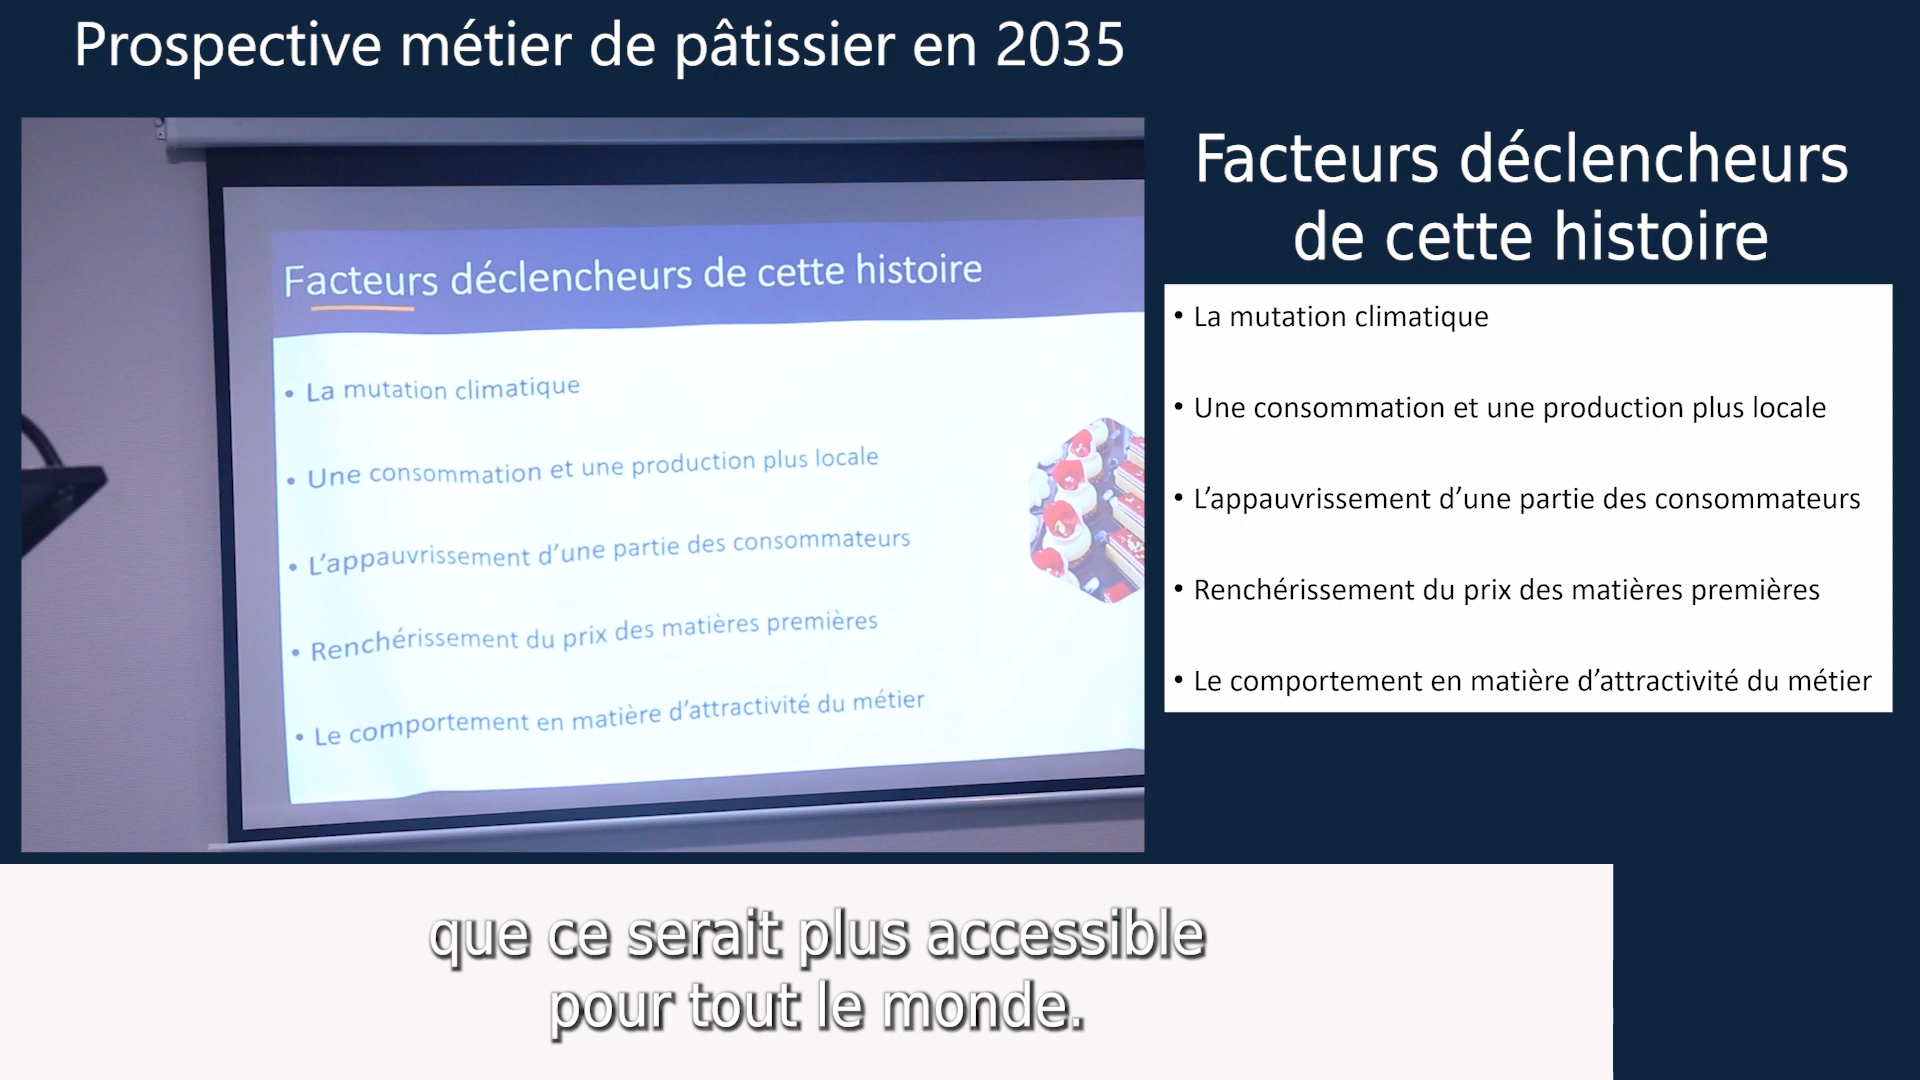 Prospective métier de pâtissier en 2035
Facteurs déclencheurs de cette histoire
• La mutation climatique
• Une consommation et une production plus locale
• L’appauvrissement d’une partie des consommateurs
• Renchérissement du prix des matières premières
• Le comportement en matière d’attractivité du métier
Facteurs déclencheurs
de cette histoire
• La mutation climatique
• Une consommation et une production plus locale
• L’appauvrissement d’une partie des consommateurs
• Renchérissement du prix des matières premières
• Le comportement en matière d’attractivité du métier
que ce serait plus accessible
pour tout le monde.